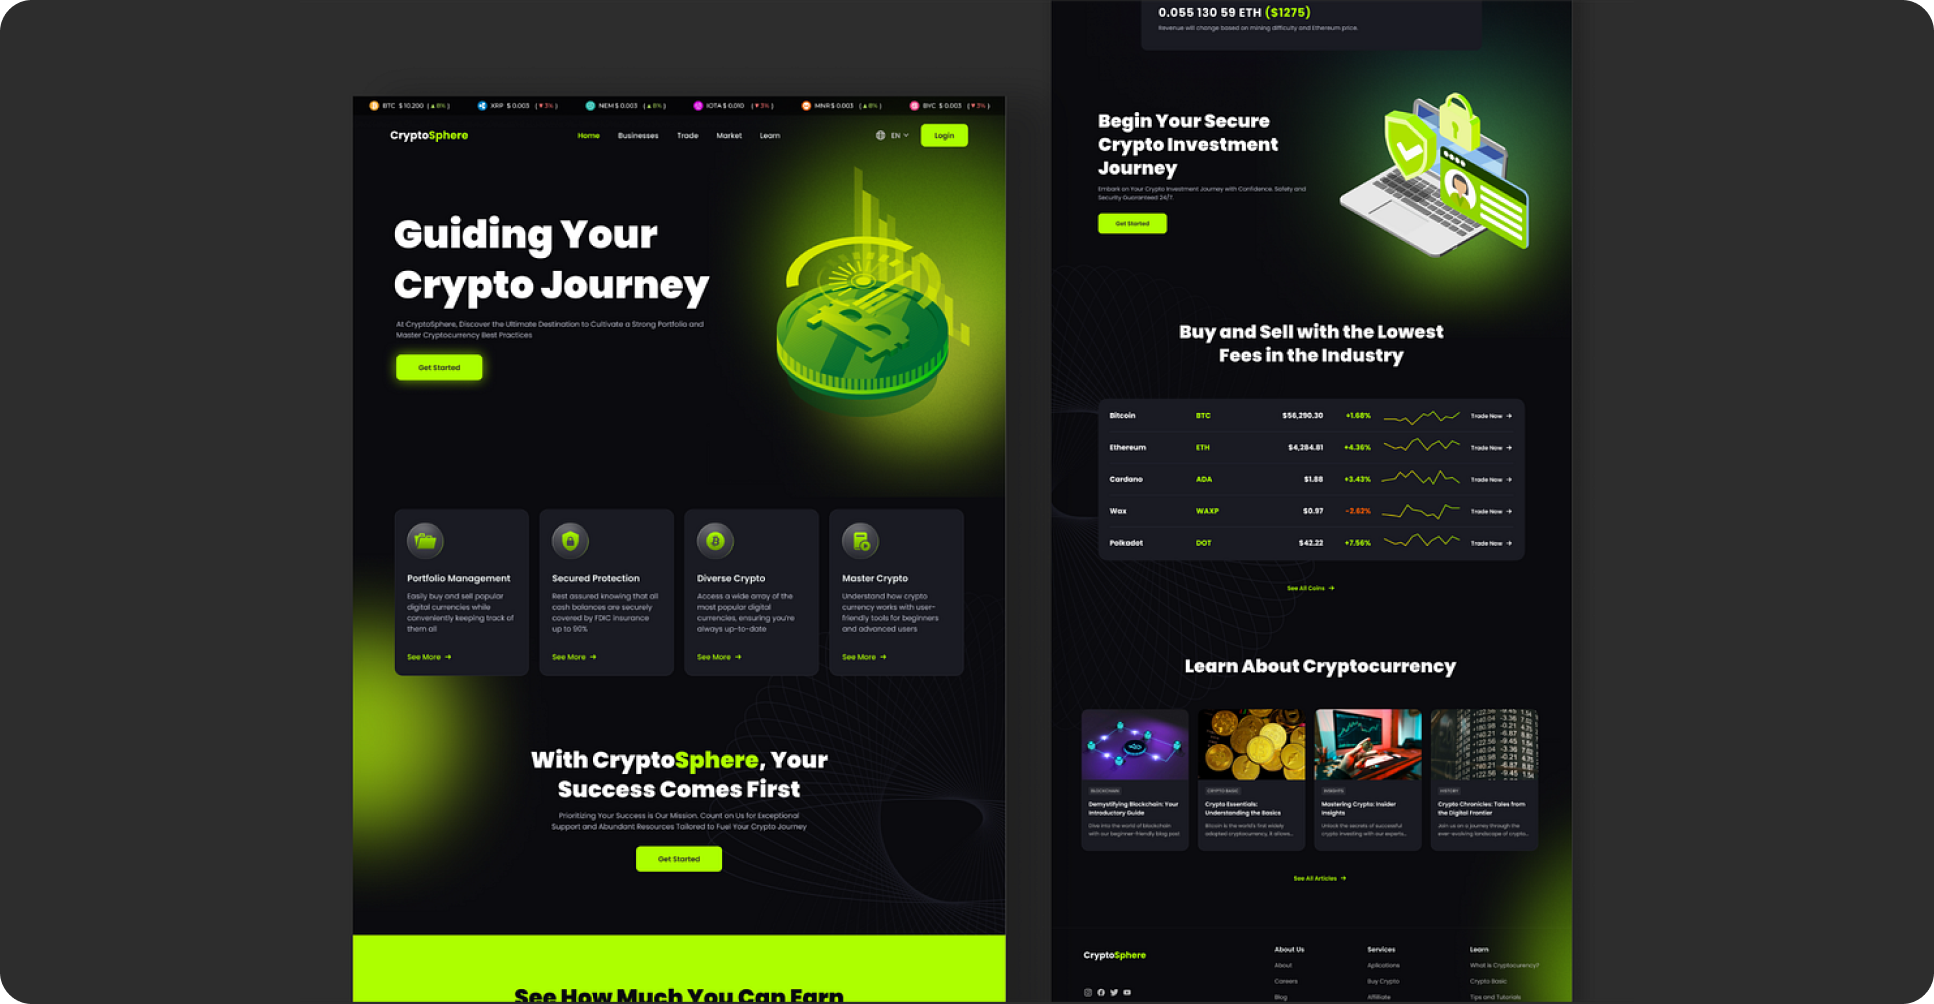 BTC $10.200 (▲8%)
XRP $0.003 (▼3%)
NEM $0.003 (▲8%)
IOTA $0.010 (▼3%)
MNR $0.003 (▲8%)
BYC $0.003 (▼3%)
CryptoSphere
Home
Businesses
Trade
Market
Learn
EN
Login
Guiding Your
Crypto Journey
At CryptoSphere, Discover the Ultimate Destination to Cultivate a Strong Portfolio and
Master Cryptocurrency Best Practices
Get Started
Portfolio Management
Easily buy and sell popular
digital currencies while
conveniently keeping track of
them all
See More →
Secured Protection
Rest assured knowing that all
cash balances are securely
covered by FDIC insurance
up to 90%
See More →
Diverse Crypto
Access a wide array of the
most popular digital
currencies, ensuring you're
always up-to-date
See More →
Master Crypto
Understand how crypto
currency works with user-
friendly tools for beginners
and advanced users
See More →
With CryptoSphere, Your
Success Comes First
Prioritizing Your Success is Our Mission. Count on Us for Exceptional
Support and Abundant Resources Tailored to Fuel Your Crypto Journey
Get Started
See How Much You Can Earn
0.055 130 59 ETH ($1275)
Revenue will change based on mining difficulty and Ethereum price.
Begin Your Secure
Crypto Investment
Journey
Embark on Your Crypto Investment Journey with Confidence. Safety and
Security Guaranteed 24/7.
Get Started
Buy and Sell with the Lowest
Fees in the Industry
Bitcoin BTC $56,290.30 +1.68% Trade Now →
Ethereum ETH $4,284.81 +4.36% Trade Now →
Cardano ADA $1.88 +3.43% Trade Now →
Wax WAXP $0.97 -2.62% Trade Now →
Polkadot DOT $42.22 +7.56% Trade Now →
See All Coins →
Learn About Cryptocurrency
BLOCKCHAIN
Demystifying Blockchain: Your
Introductory Guide
Dive into the world of blockchain
with our beginner-friendly blog post
CRYPTO BASIC
Crypto Essentials:
Understanding the Basics
Bitcoin is the world's first widely
adopted cryptocurrency, it allows...
INSIGHTS
Mastering Crypto: Insider
Insights
Unlock the secrets of successful
crypto investing with our experts...
HISTORY
Crypto Chronicles: Tales from
the Digital Frontier
Join us on a journey through the
ever-evolving landscape of crypto...
See All Articles →
CryptoSphere
About Us
About
Careers
Blog
Services
Aplications
Buy Crypto
Affiliate
Learn
What is Cryptocurency?
Crypto Basic
Tips and Tutorials